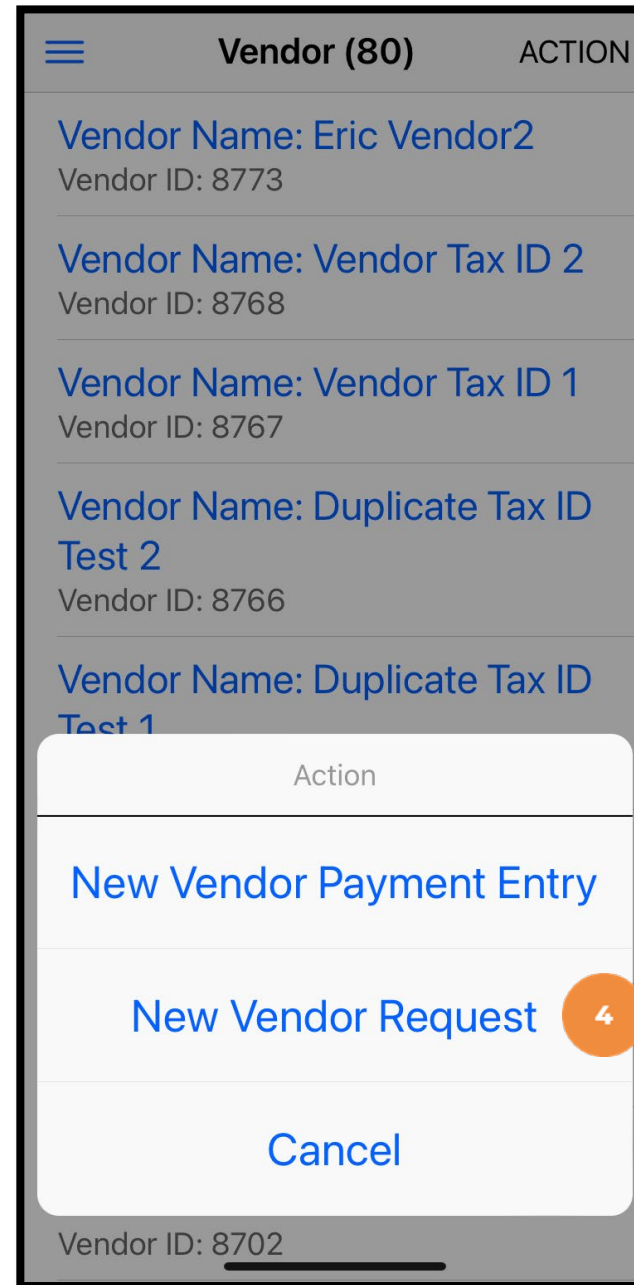 Vendor (80) ACTION
Vendor Name: Eric Vendor2
Vendor ID: 8773
Vendor Name: Vendor Tax ID 2
Vendor ID: 8768
Vendor Name: Vendor Tax ID 1
Vendor ID: 8767
Vendor Name: Duplicate Tax ID
Test 2
Vendor ID: 8766
Vendor Name: Duplicate Tax ID
Test 1
Action
New Vendor Payment Entry
New Vendor Request 4
Cancel
Vendor ID: 8702